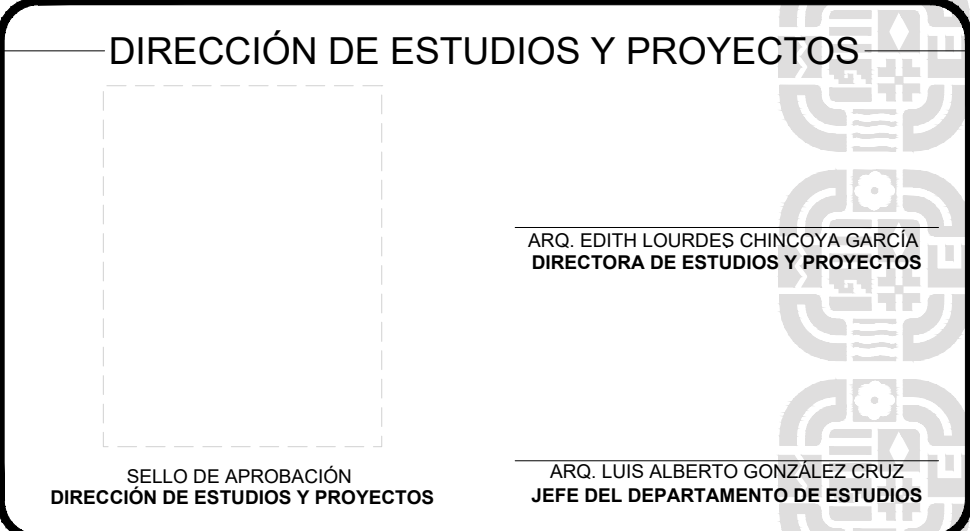 DIRECCIÓN DE ESTUDIOS Y PROYECTOS
ARQ. EDITH LOURDES CHINCOYA GARCÍA
DIRECTORA DE ESTUDIOS Y PROYECTOS
SELLO DE APROBACIÓN
DIRECCIÓN DE ESTUDIOS Y PROYECTOS
ARQ. LUIS ALBERTO GONZÁLEZ CRUZ
JEFE DEL DEPARTAMENTO DE ESTUDIOS